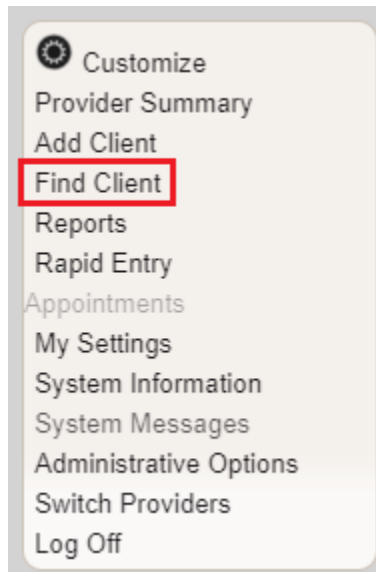 Customize
Provider Summary
Add Client
Find Client
Reports
Rapid Entry
Appointments
My Settings
System Information
System Messages
Administrative Options
Switch Providers
Log Off